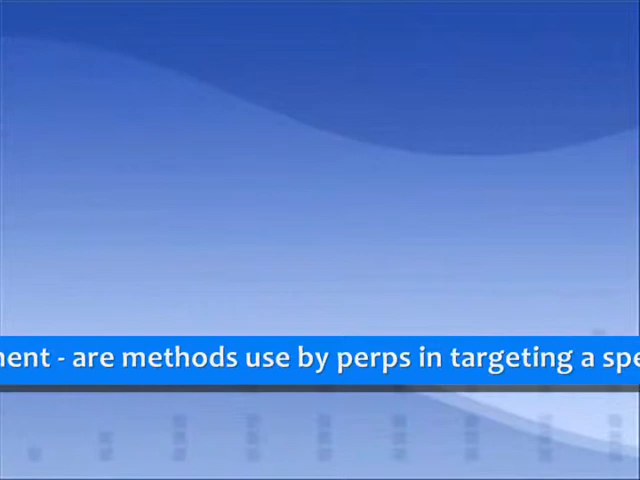 ment - are methods use by perps in targeting a spe